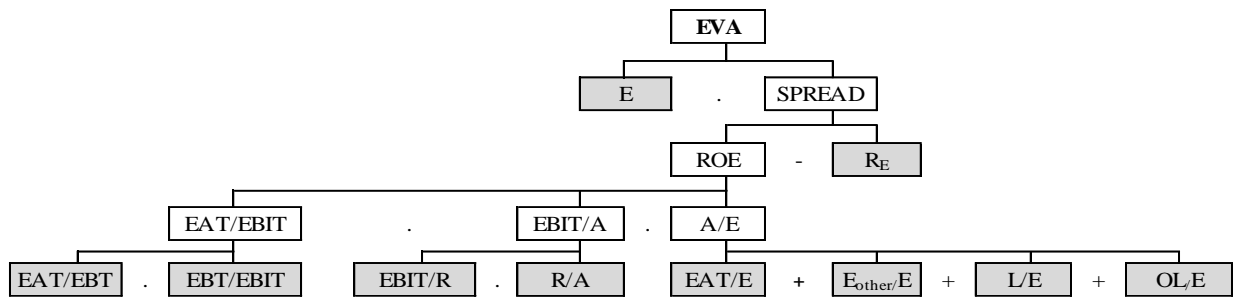 EVA
E . SPREAD
ROE - R_E
EAT/EBIT . EBIT/A . A/E
EAT/EBT . EBT/EBIT EBIT/R . R/A EAT/E + E_other/E + L/E + OL/E